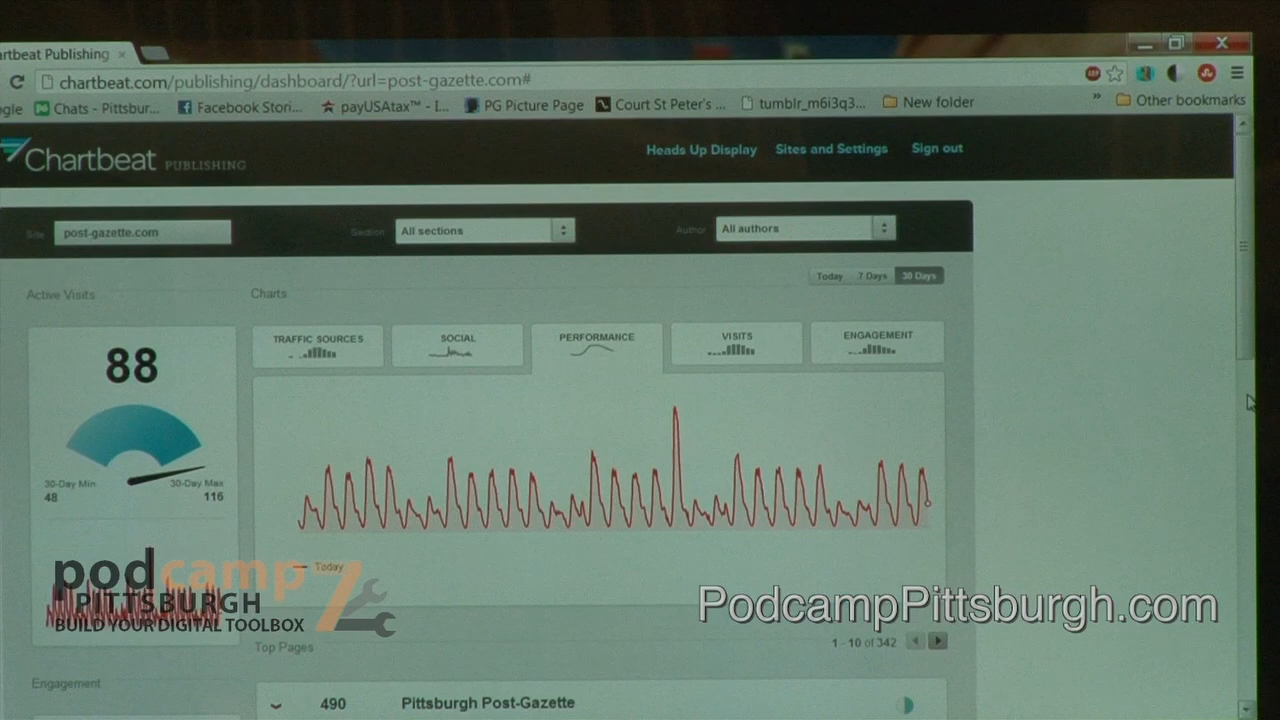 rtbeat Publishing ×
chartbeat.com/publishing/dashboard/?url=post-gazette.com#
gle Chats - Pittsbur... Facebook Stori... payUSAtax™ - I... PG Picture Page Court St Peter's ... tumblr_m6i3q3... New folder » Other bookmarks
Chartbeat PUBLISHING Heads Up Display Sites and Settings Sign out
Site post-gazette.com Section All sections Author All authors
Today 7 Days 30 Days
Active Visits Charts
TRAFFIC SOURCES SOCIAL PERFORMANCE VISITS ENGAGEMENT
88
30-Day Min 30-Day Max
48 116
Today
podcamp 7
PITTSBURGH
BUILD YOUR DIGITAL TOOLBOX
PodcampPittsburgh.com
Top Pages 1 - 10 of 342
Engagement
490 Pittsburgh Post-Gazette